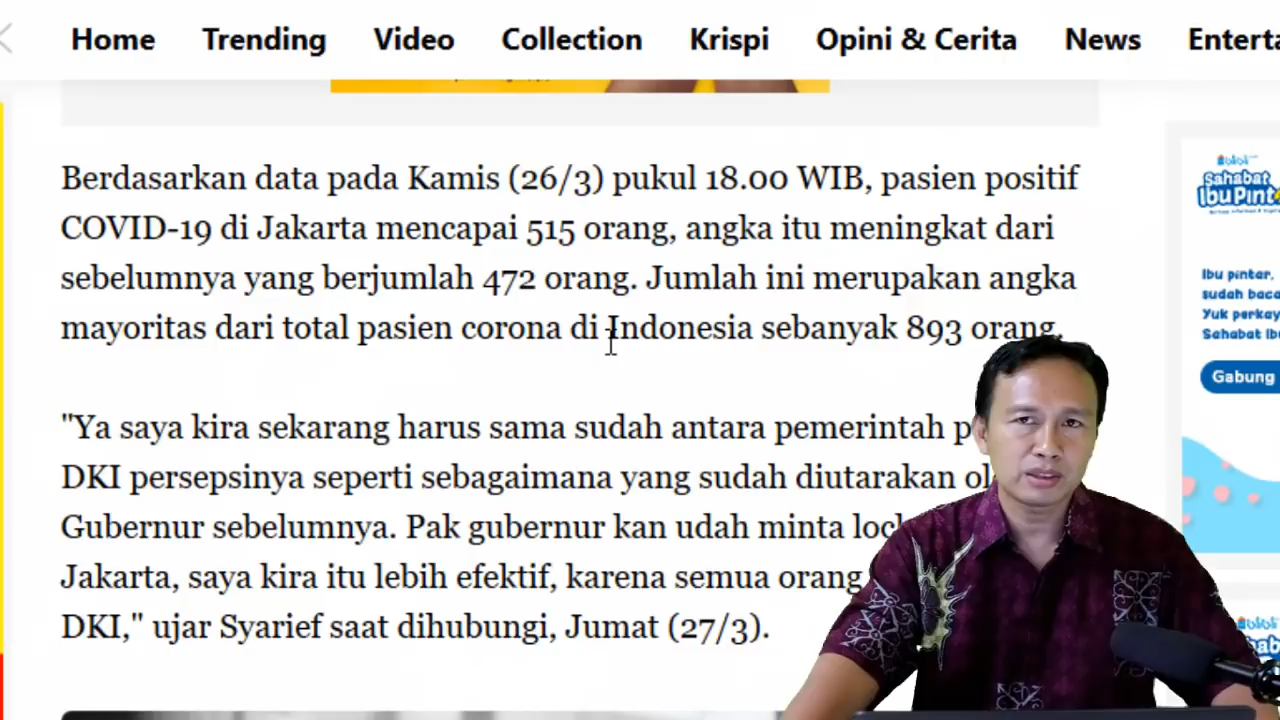 Home Trending Video Collection Krispi Opini & Cerita News
Berdasarkan data pada Kamis (26/3) pukul 18.00 WIB, pasien positif
COVID-19 di Jakarta mencapai 515 orang, angka itu meningkat dari
sebelumnya yang berjumlah 472 orang. Jumlah ini merupakan angka
mayoritas dari total pasien corona di Indonesia sebanyak 893 orang.
"Ya saya kira sekarang harus sama sudah antara pemerintah
DKI persepsinya seperti sebagaimana yang sudah diutarakan
Gubernur sebelumnya. Pak gubernur kan udah minta
Jakarta, saya kira itu lebih efektif, karena semua orang
DKI," ujar Syarief saat dihubungi, Jumat (27/3).
Sahabat
Ibu pintar,
sudah
Yuk
Sahabat
Gabung